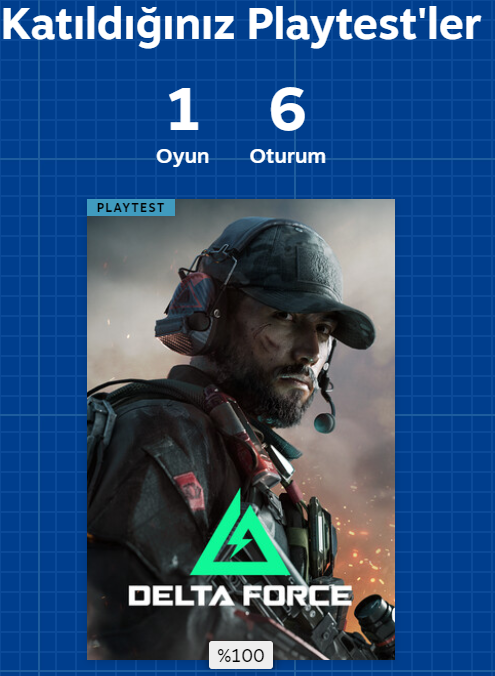 Katıldığınız Playtest'ler
1 6
Oyun Oturum
PLAYTEST
DELTA FORCE
%100